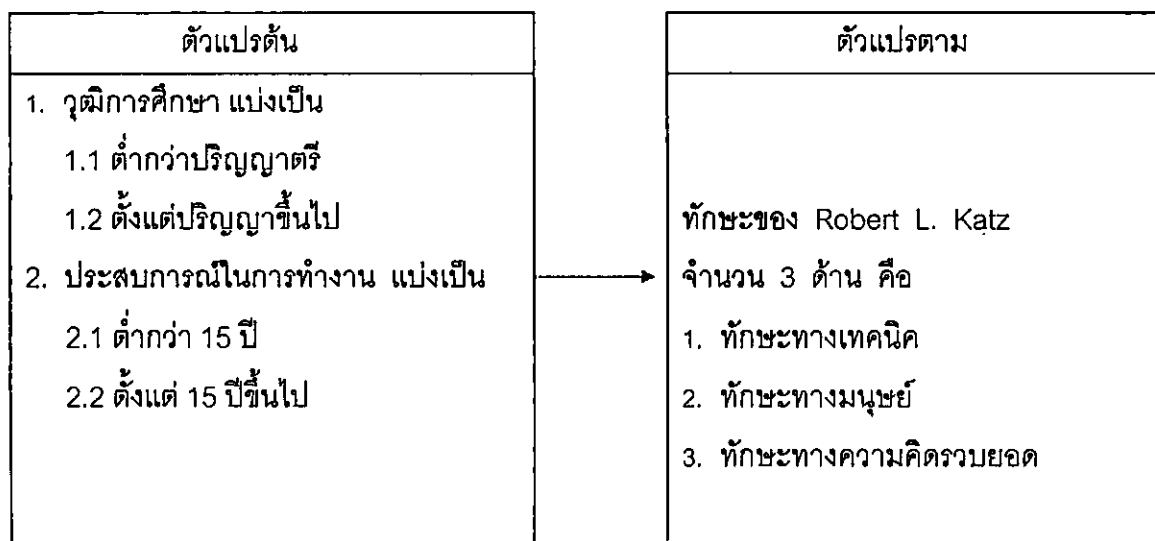 ตัวแปรต้น
1. วุฒิการศึกษา แบ่งเป็น
1.1 ต่ำกว่าปริญญาตรี
1.2 ตั้งแต่ปริญญาขึ้นไป
2. ประสบการณ์ในการทำงาน แบ่งเป็น
2.1 ต่ำกว่า 15 ปี
2.2 ตั้งแต่ 15 ปีขึ้นไป
ตัวแปรตาม
ทักษะของ Robert L. Katz
จำนวน 3 ด้าน คือ
1. ทักษะทางเทคนิค
2. ทักษะทางมนุษย์
3. ทักษะทางความคิดรวบยอด